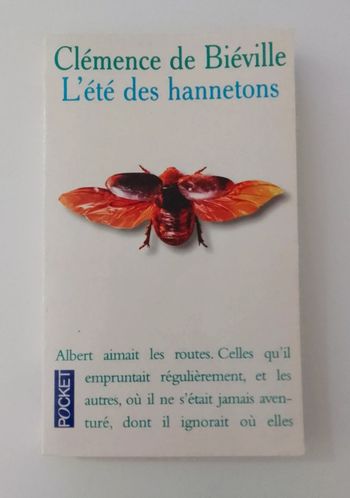 Clémence de Biéville
L'été des hannetons
Albert aimait les routes. Celles qu'il
empruntait régulièrement, et les
autres, où il ne s'était jamais aven-
turé, dont il ignorait où elles
POCKET